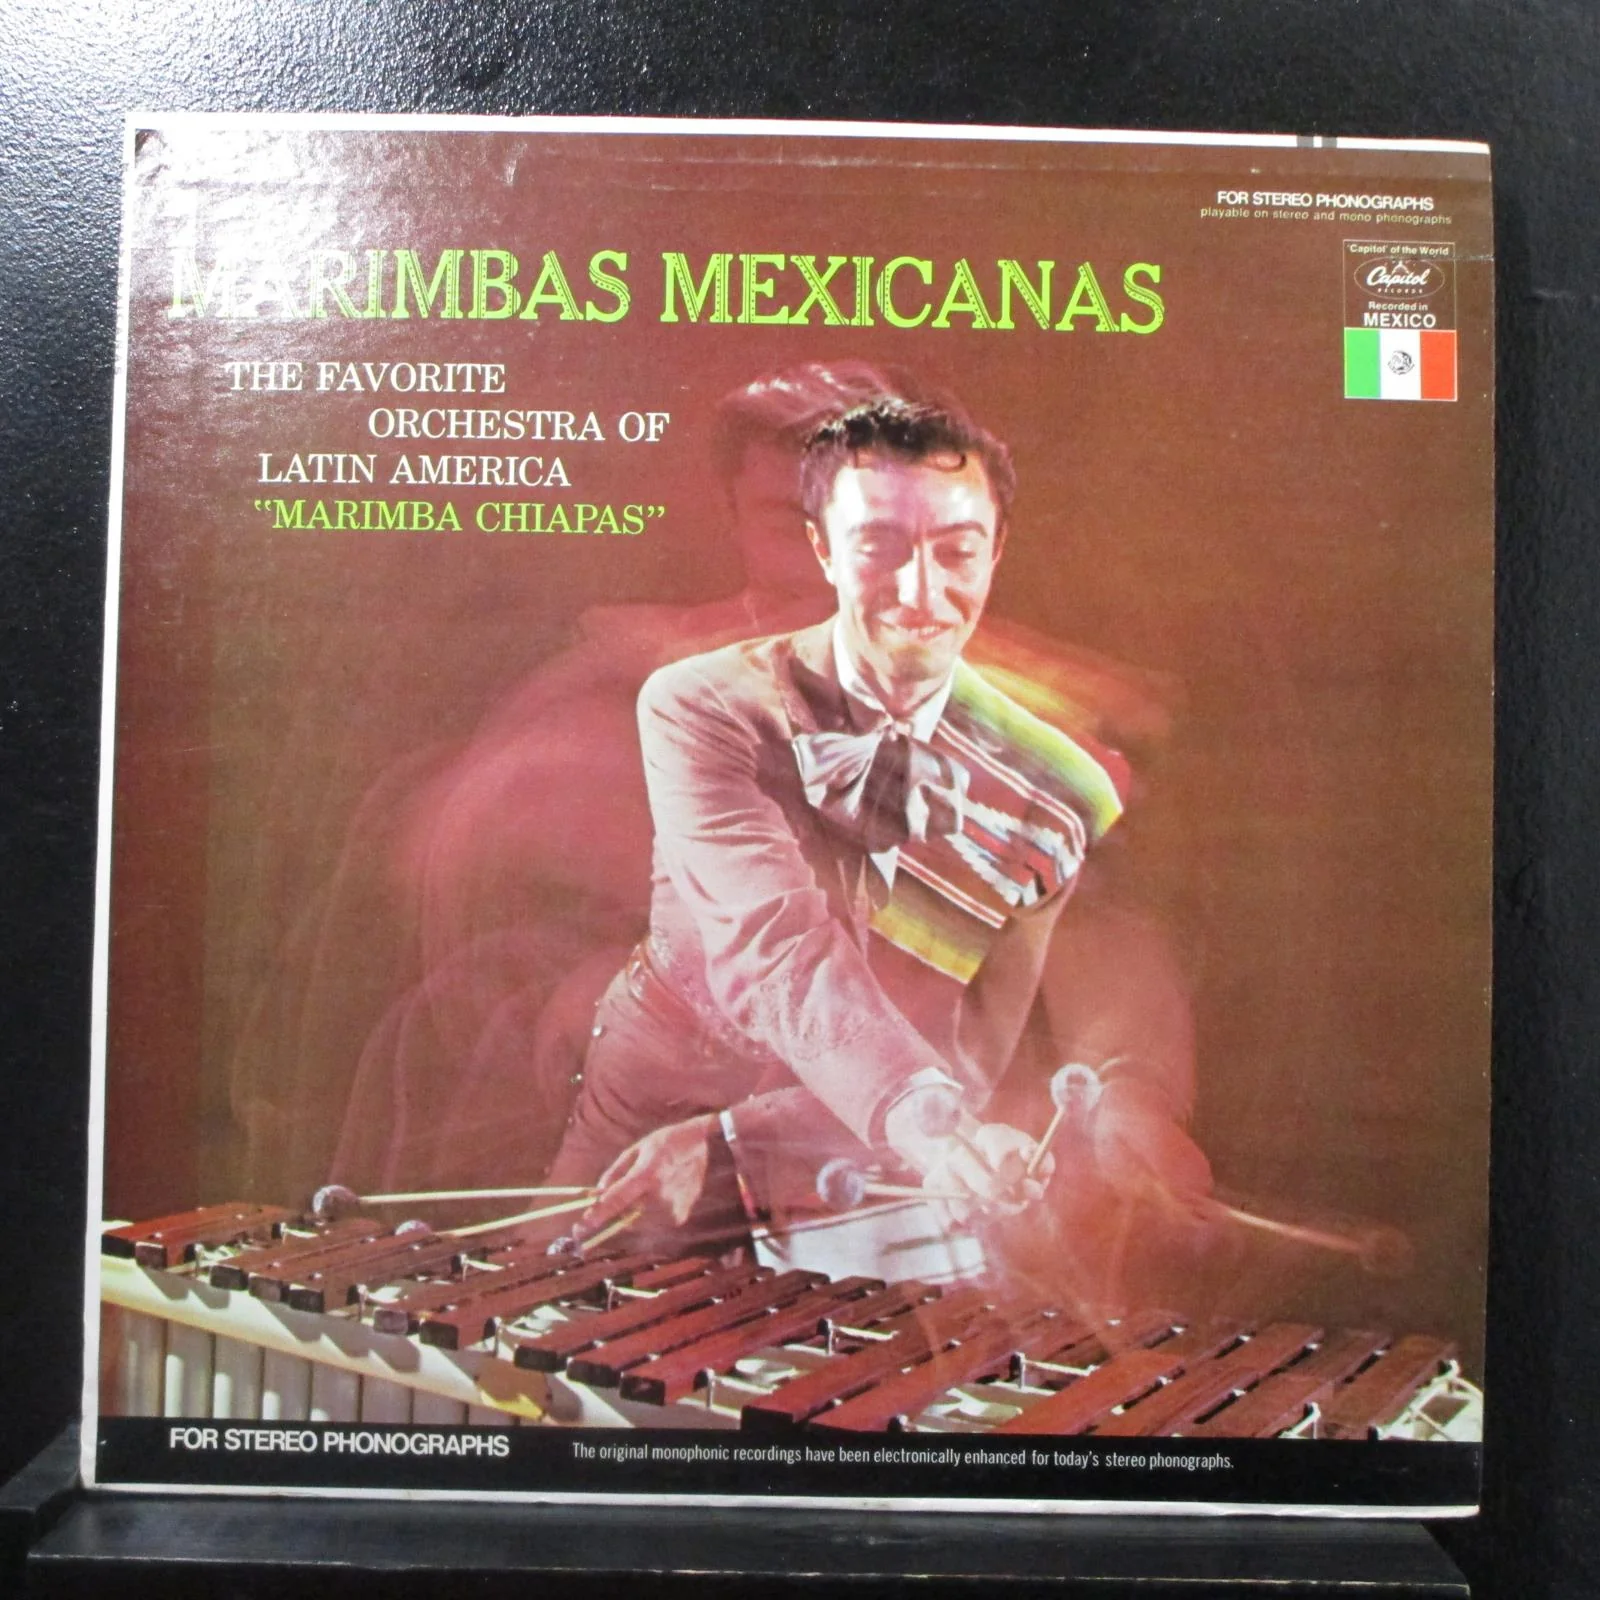 FOR STEREO PHONOGRAPHS
playable on stereo and mono phonographs
MARIMBAS MEXICANAS
"Capitol" of the World
Capitol
RECORDS
Recorded in
MEXICO
THE FAVORITE
ORCHESTRA OF
LATIN AMERICA
“MARIMBA CHIAPAS”
FOR STEREO PHONOGRAPHS
The original monophonic recordings have been electronically enhanced for today's stereo phonographs.